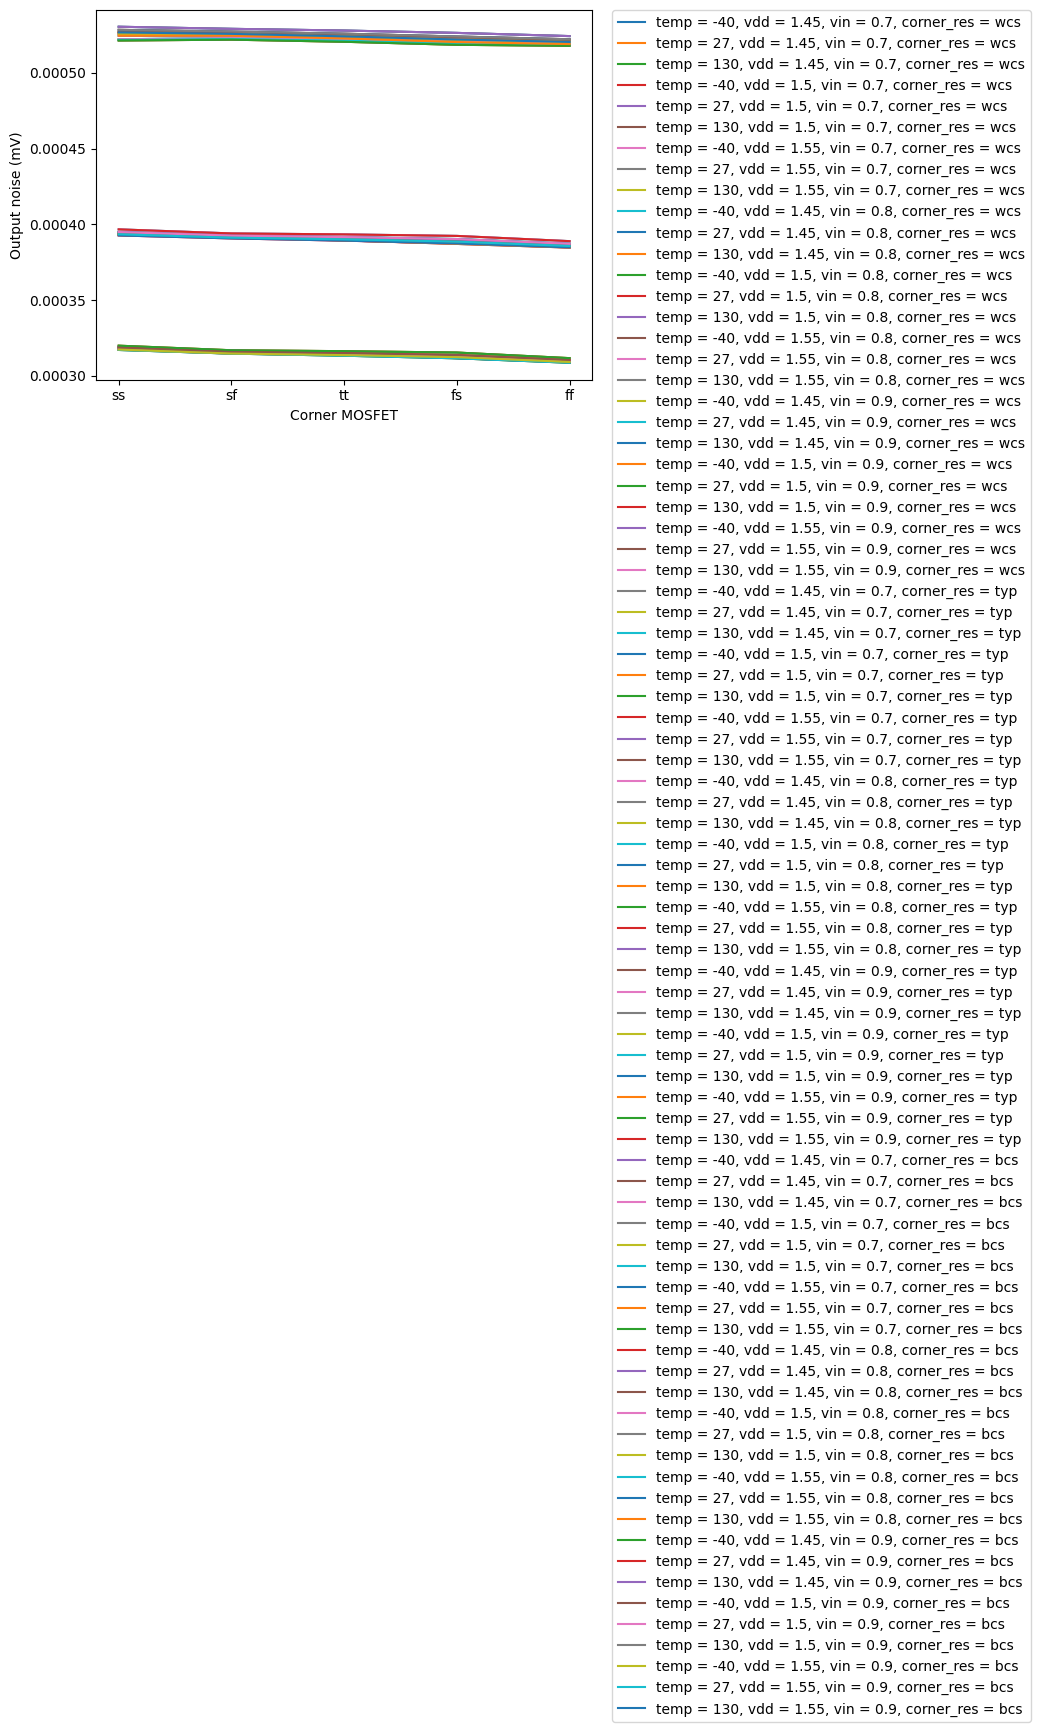 0.00050
0.00045
0.00040
0.00035
0.00030
Output noise (mV)
ss sf tt fs ff
Corner MOSFET
temp = -40, vdd = 1.45, vin = 0.7, corner_res = wcs
temp = 27, vdd = 1.45, vin = 0.7, corner_res = wcs
temp = 130, vdd = 1.45, vin = 0.7, corner_res = wcs
temp = -40, vdd = 1.5, vin = 0.7, corner_res = wcs
temp = 27, vdd = 1.5, vin = 0.7, corner_res = wcs
temp = 130, vdd = 1.5, vin = 0.7, corner_res = wcs
temp = -40, vdd = 1.55, vin = 0.7, corner_res = wcs
temp = 27, vdd = 1.55, vin = 0.7, corner_res = wcs
temp = 130, vdd = 1.55, vin = 0.7, corner_res = wcs
temp = -40, vdd = 1.45, vin = 0.8, corner_res = wcs
temp = 27, vdd = 1.45, vin = 0.8, corner_res = wcs
temp = 130, vdd = 1.45, vin = 0.8, corner_res = wcs
temp = -40, vdd = 1.5, vin = 0.8, corner_res = wcs
temp = 27, vdd = 1.5, vin = 0.8, corner_res = wcs
temp = 130, vdd = 1.5, vin = 0.8, corner_res = wcs
temp = -40, vdd = 1.55, vin = 0.8, corner_res = wcs
temp = 27, vdd = 1.55, vin = 0.8, corner_res = wcs
temp = 130, vdd = 1.55, vin = 0.8, corner_res = wcs
temp = -40, vdd = 1.45, vin = 0.9, corner_res = wcs
temp = 27, vdd = 1.45, vin = 0.9, corner_res = wcs
temp = 130, vdd = 1.45, vin = 0.9, corner_res = wcs
temp = -40, vdd = 1.5, vin = 0.9, corner_res = wcs
temp = 27, vdd = 1.5, vin = 0.9, corner_res = wcs
temp = 130, vdd = 1.5, vin = 0.9, corner_res = wcs
temp = -40, vdd = 1.55, vin = 0.9, corner_res = wcs
temp = 27, vdd = 1.55, vin = 0.9, corner_res = wcs
temp = 130, vdd = 1.55, vin = 0.9, corner_res = wcs
temp = -40, vdd = 1.45, vin = 0.7, corner_res = typ
temp = 27, vdd = 1.45, vin = 0.7, corner_res = typ
temp = 130, vdd = 1.45, vin = 0.7, corner_res = typ
temp = -40, vdd = 1.5, vin = 0.7, corner_res = typ
temp = 27, vdd = 1.5, vin = 0.7, corner_res = typ
temp = 130, vdd = 1.5, vin = 0.7, corner_res = typ
temp = -40, vdd = 1.55, vin = 0.7, corner_res = typ
temp = 27, vdd = 1.55, vin = 0.7, corner_res = typ
temp = 130, vdd = 1.55, vin = 0.7, corner_res = typ
temp = -40, vdd = 1.45, vin = 0.8, corner_res = typ
temp = 27, vdd = 1.45, vin = 0.8, corner_res = typ
temp = 130, vdd = 1.45, vin = 0.8, corner_res = typ
temp = -40, vdd = 1.5, vin = 0.8, corner_res = typ
temp = 27, vdd = 1.5, vin = 0.8, corner_res = typ
temp = 130, vdd = 1.5, vin = 0.8, corner_res = typ
temp = -40, vdd = 1.55, vin = 0.8, corner_res = typ
temp = 27, vdd = 1.55, vin = 0.8, corner_res = typ
temp = 130, vdd = 1.55, vin = 0.8, corner_res = typ
temp = -40, vdd = 1.45, vin = 0.9, corner_res = typ
temp = 27, vdd = 1.45, vin = 0.9, corner_res = typ
temp = 130, vdd = 1.45, vin = 0.9, corner_res = typ
temp = -40, vdd = 1.5, vin = 0.9, corner_res = typ
temp = 27, vdd = 1.5, vin = 0.9, corner_res = typ
temp = 130, vdd = 1.5, vin = 0.9, corner_res = typ
temp = -40, vdd = 1.55, vin = 0.9, corner_res = typ
temp = 27, vdd = 1.55, vin = 0.9, corner_res = typ
temp = 130, vdd = 1.55, vin = 0.9, corner_res = typ
temp = -40, vdd = 1.45, vin = 0.7, corner_res = bcs
temp = 27, vdd = 1.45, vin = 0.7, corner_res = bcs
temp = 130, vdd = 1.45, vin = 0.7, corner_res = bcs
temp = -40, vdd = 1.5, vin = 0.7, corner_res = bcs
temp = 27, vdd = 1.5, vin = 0.7, corner_res = bcs
temp = 130, vdd = 1.5, vin = 0.7, corner_res = bcs
temp = -40, vdd = 1.55, vin = 0.7, corner_res = bcs
temp = 27, vdd = 1.55, vin = 0.7, corner_res = bcs
temp = 130, vdd = 1.55, vin = 0.7, corner_res = bcs
temp = -40, vdd = 1.45, vin = 0.8, corner_res = bcs
temp = 27, vdd = 1.45, vin = 0.8, corner_res = bcs
temp = 130, vdd = 1.45, vin = 0.8, corner_res = bcs
temp = -40, vdd = 1.5, vin = 0.8, corner_res = bcs
temp = 27, vdd = 1.5, vin = 0.8, corner_res = bcs
temp = 130, vdd = 1.5, vin = 0.8, corner_res = bcs
temp = -40, vdd = 1.55, vin = 0.8, corner_res = bcs
temp = 27, vdd = 1.55, vin = 0.8, corner_res = bcs
temp = 130, vdd = 1.55, vin = 0.8, corner_res = bcs
temp = -40, vdd = 1.45, vin = 0.9, corner_res = bcs
temp = 27, vdd = 1.45, vin = 0.9, corner_res = bcs
temp = 130, vdd = 1.45, vin = 0.9, corner_res = bcs
temp = -40, vdd = 1.5, vin = 0.9, corner_res = bcs
temp = 27, vdd = 1.5, vin = 0.9, corner_res = bcs
temp = 130, vdd = 1.5, vin = 0.9, corner_res = bcs
temp = -40, vdd = 1.55, vin = 0.9, corner_res = bcs
temp = 27, vdd = 1.55, vin = 0.9, corner_res = bcs
temp = 130, vdd = 1.55, vin = 0.9, corner_res = bcs